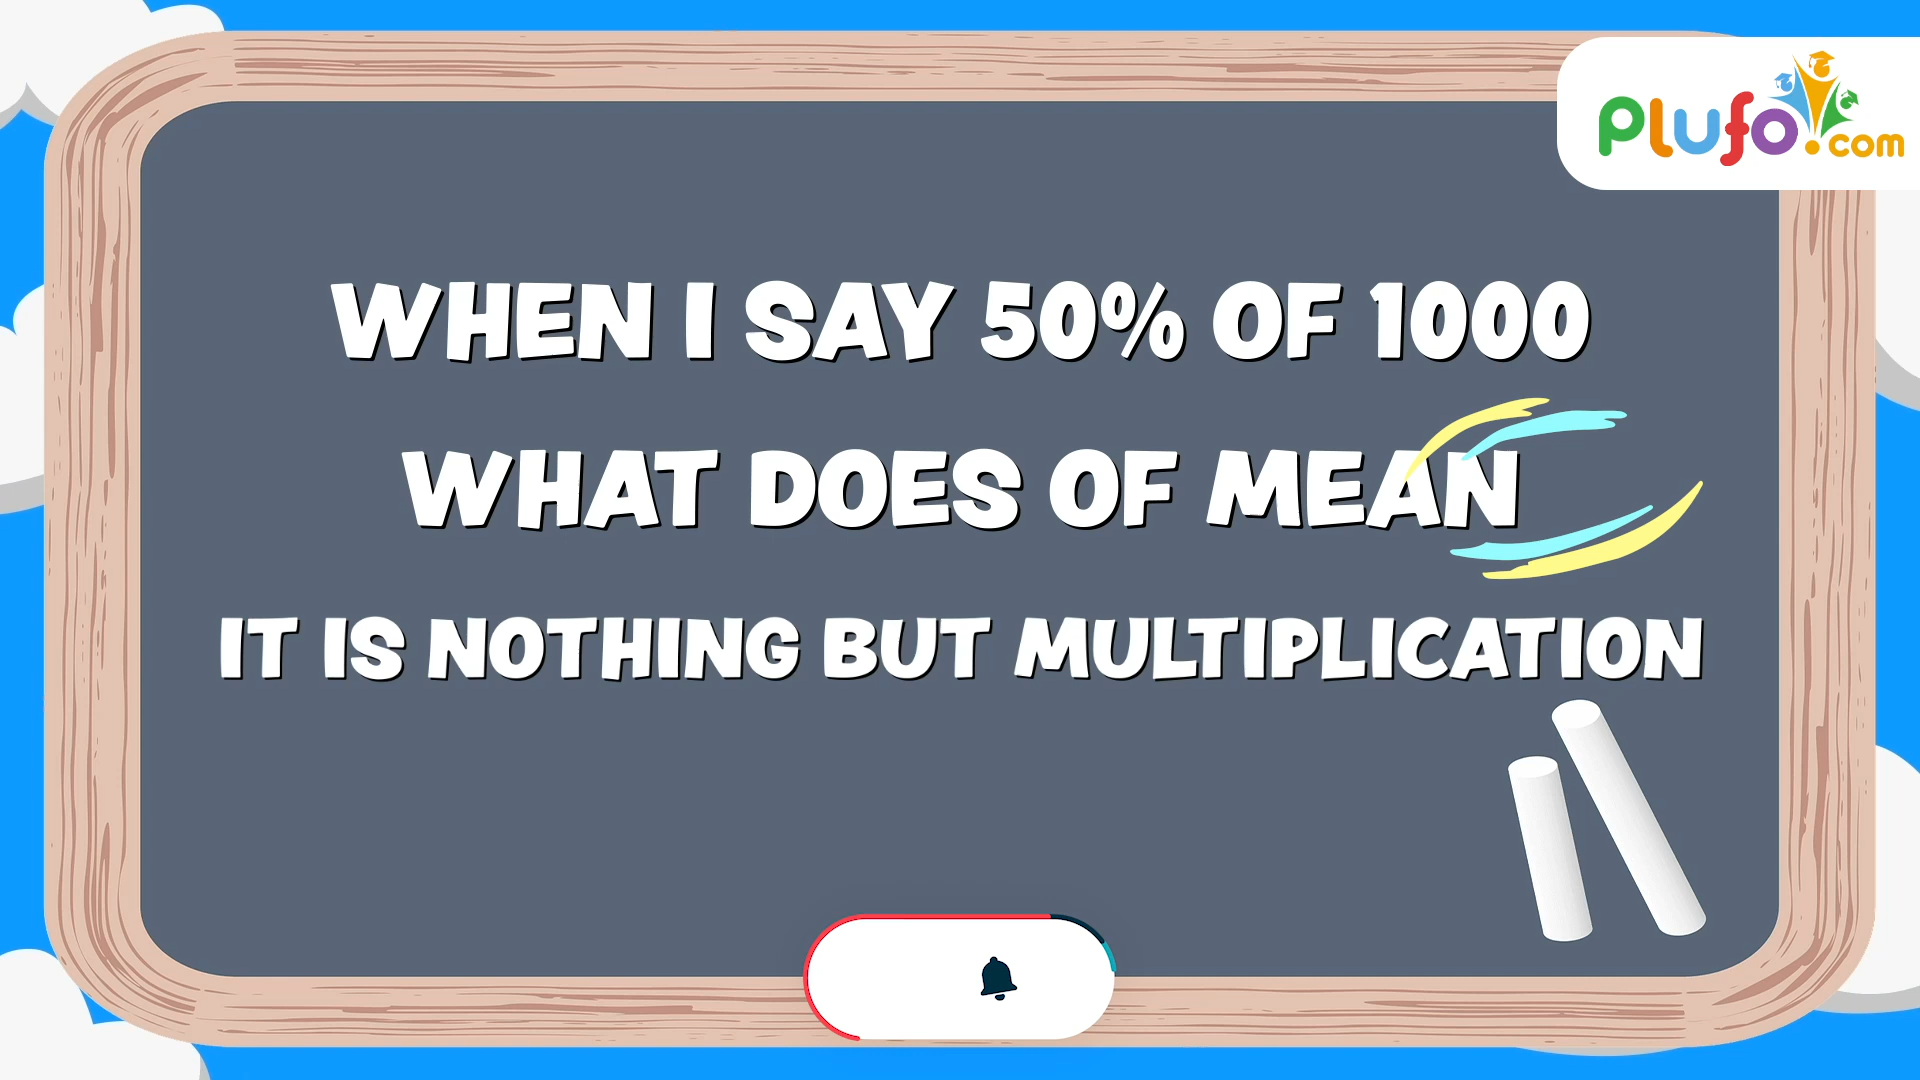 plufo.com
WHEN I SAY 50% OF 1000
WHAT DOES OF MEAN
IT IS NOTHING BUT MULTIPLICATION